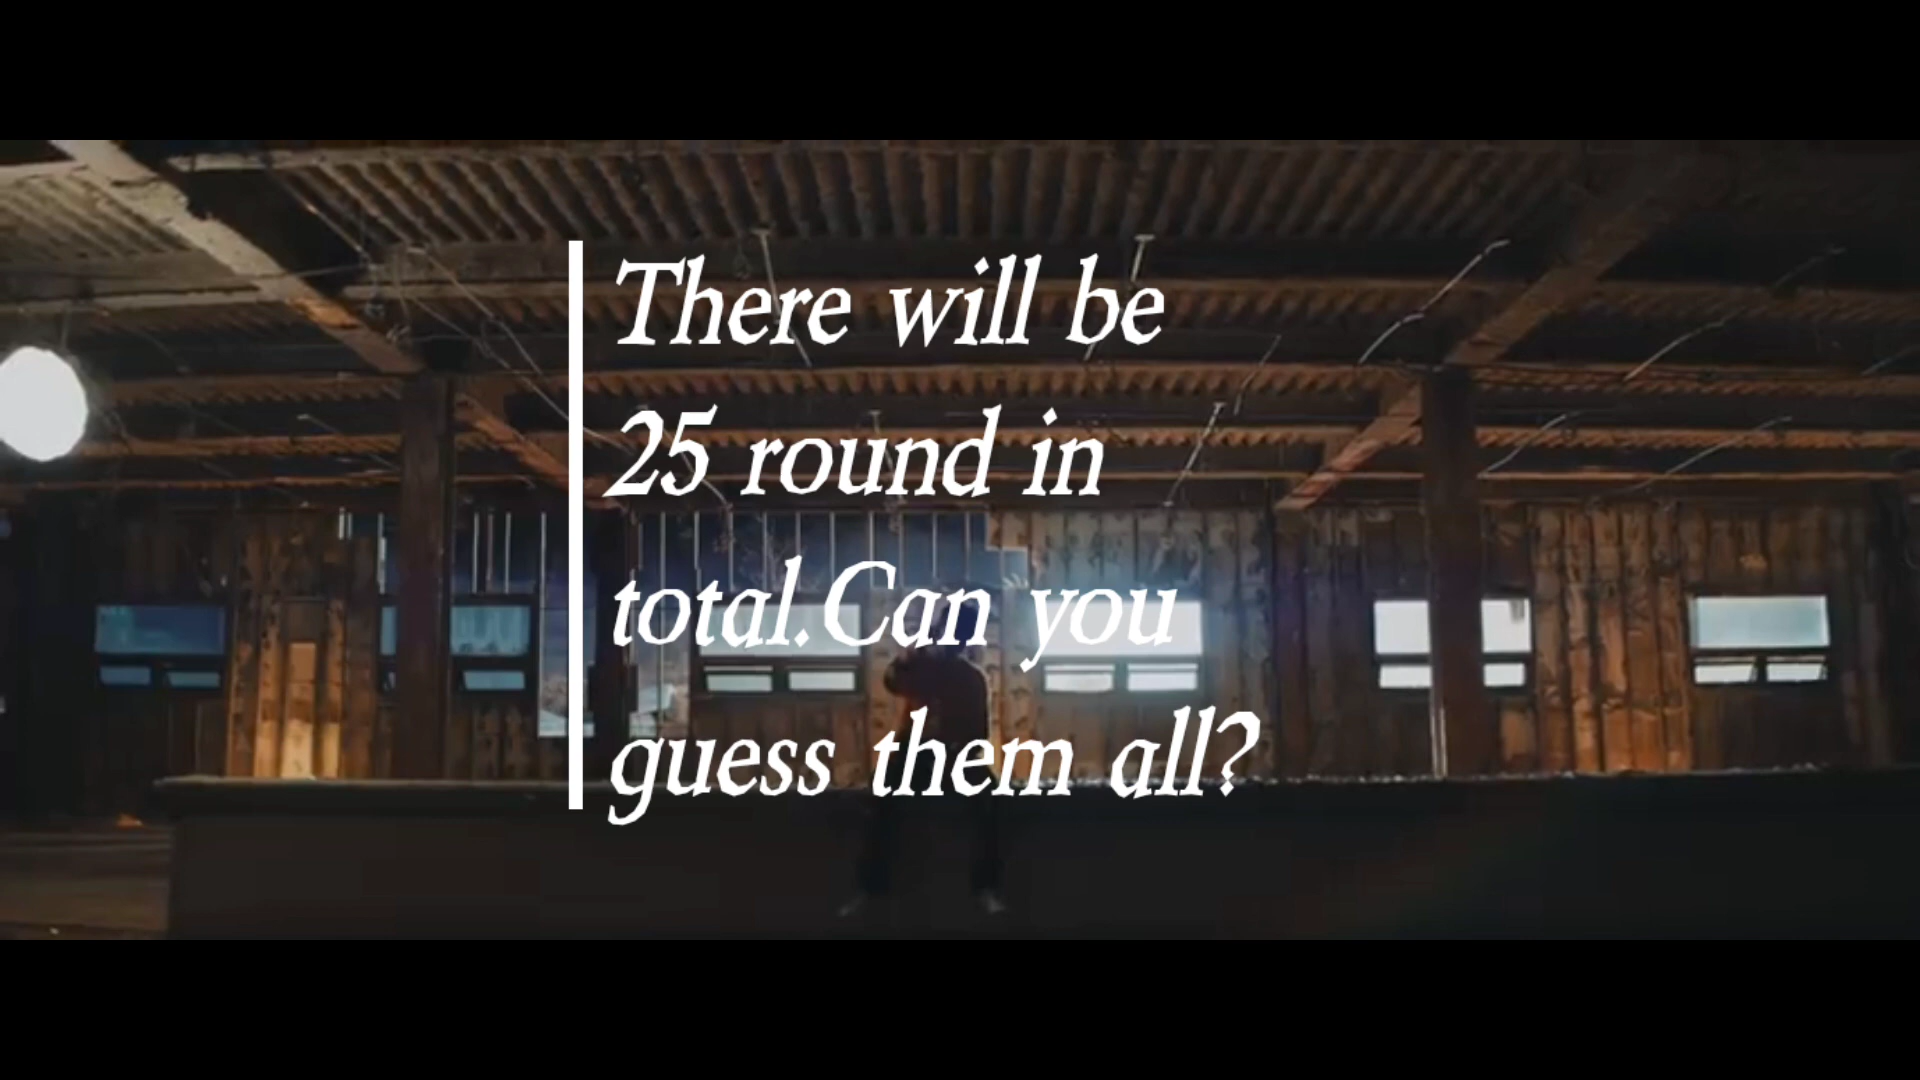 There will be
25 round in
total.Can you
guess them all?